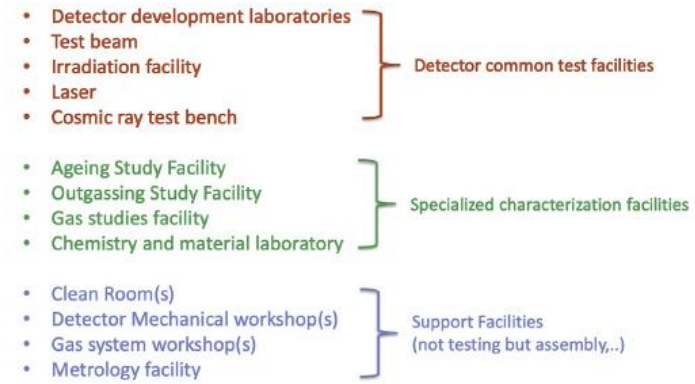 • Detector development laboratories
• Test beam
• Irradiation facility
• Laser
• Cosmic ray test bench
Detector common test facilities
• Ageing Study Facility
• Outgassing Study Facility
• Gas studies facility
• Chemistry and material laboratory
Specialized characterization facilities
• Clean Room(s)
• Detector Mechanical workshop(s)
• Gas system workshop(s)
• Metrology facility
Support Facilities
(not testing but assembly,..)